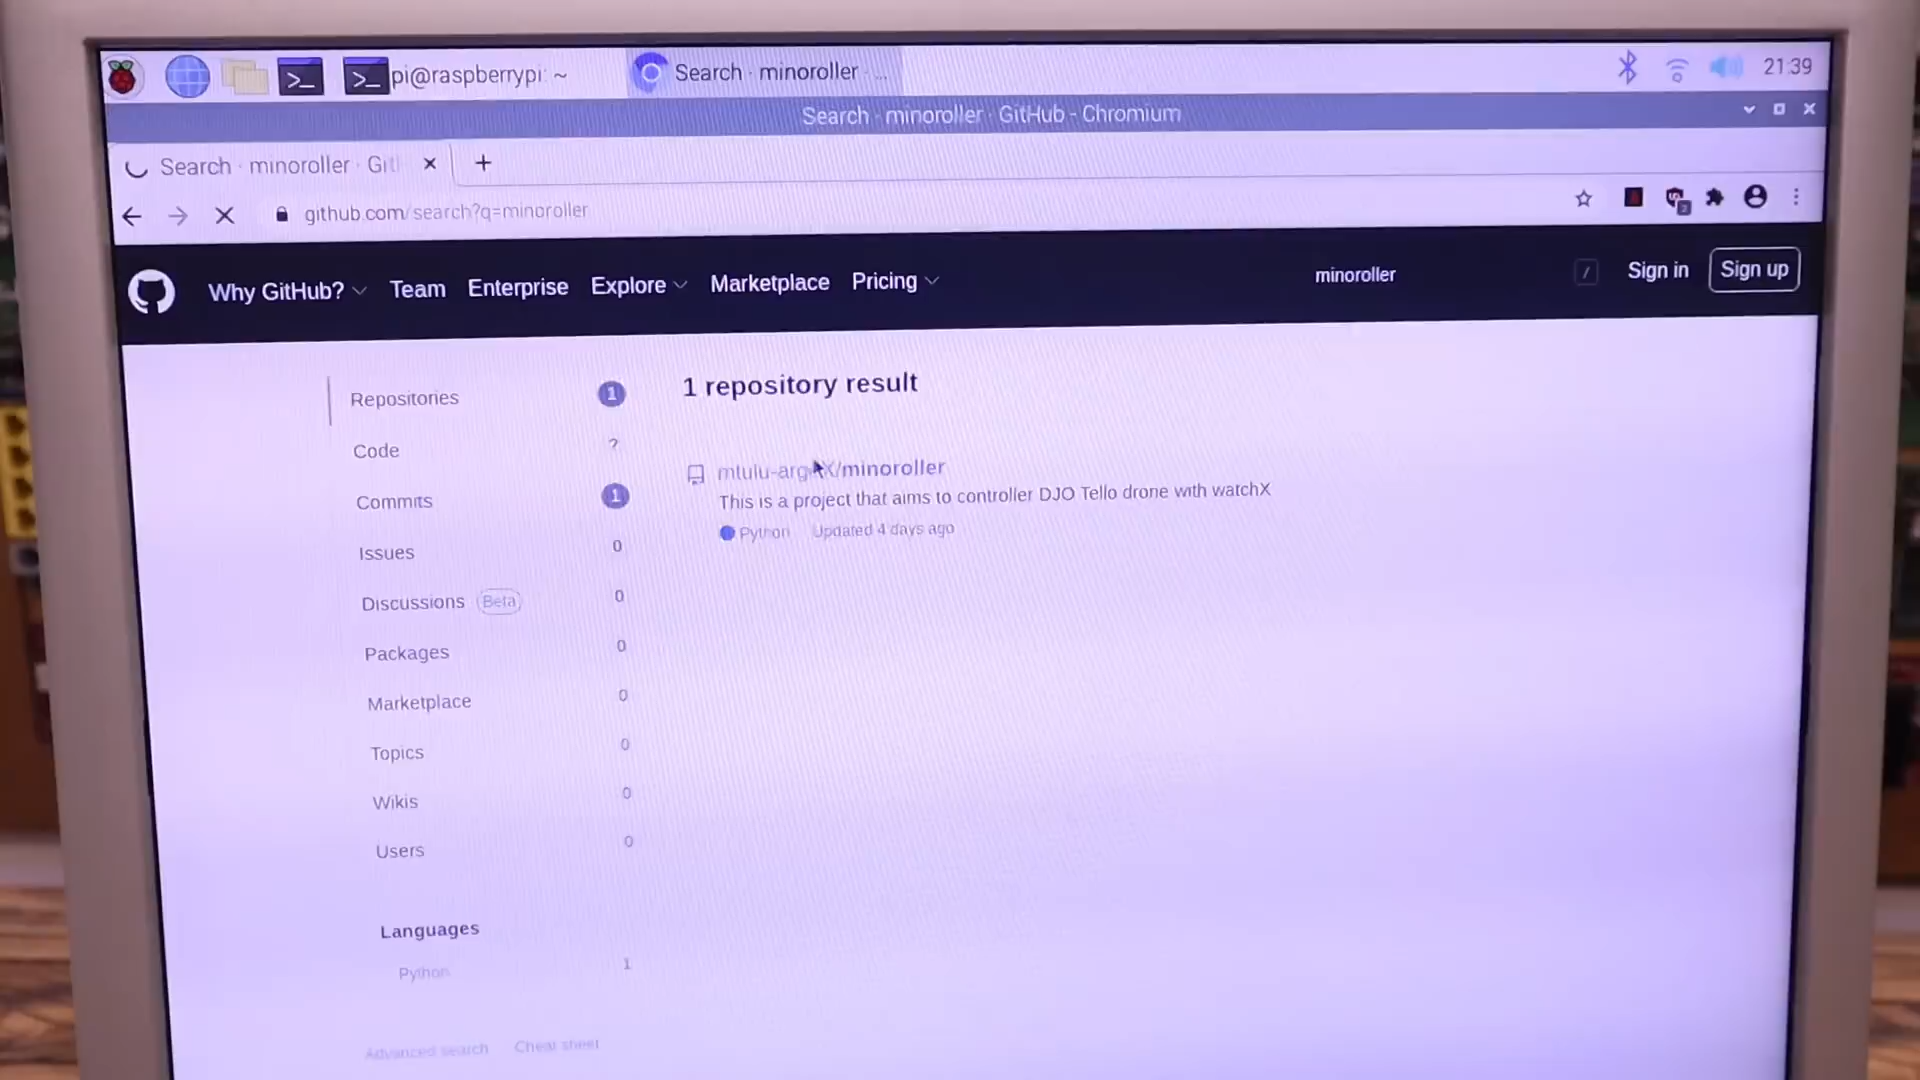 pi@raspberrypi: ~
Search · minoroller · ...
21:39
Search · minoroller · GitHub - Chromium
Search · minoroller · Git
github.com/search?q=minoroller
Why GitHub?
Team
Enterprise
Explore
Marketplace
Pricing
minoroller
/
Sign in
Sign up
Repositories 1
Code ?
Commits 1
Issues 0
Discussions Beta 0
Packages 0
Marketplace 0
Topics 0
Wikis 0
Users 0
Languages
Python 1
Advanced search Cheat sheet
1 repository result
/minoroller
This is a project that aims to controller DJO Tello drone with watchX
Python Updated 4 days ago